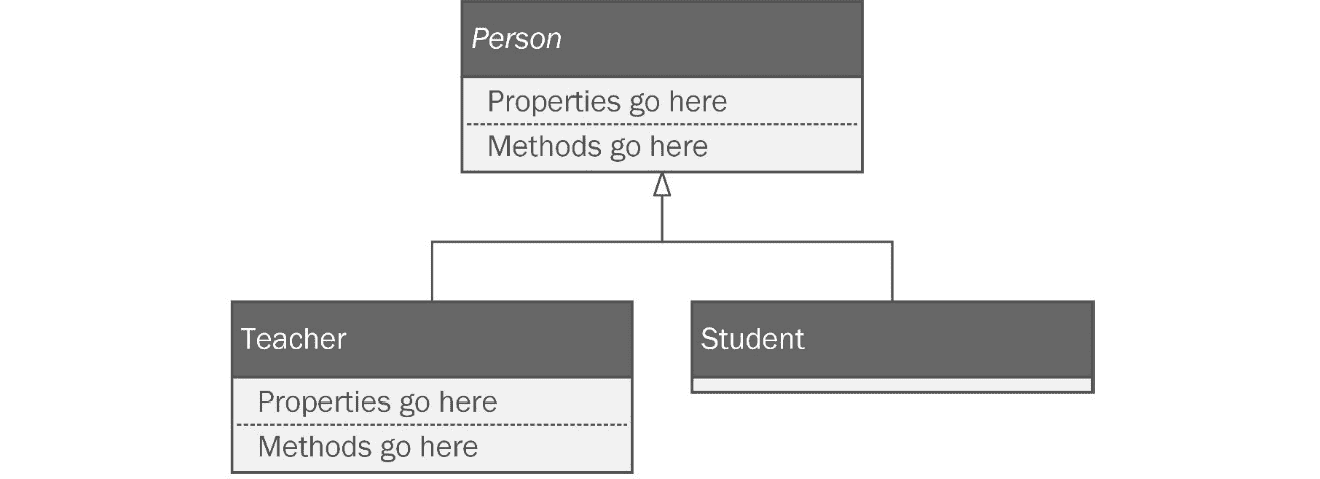 Person
Properties go here
Methods go here
Teacher
Properties go here
Methods go here
Student